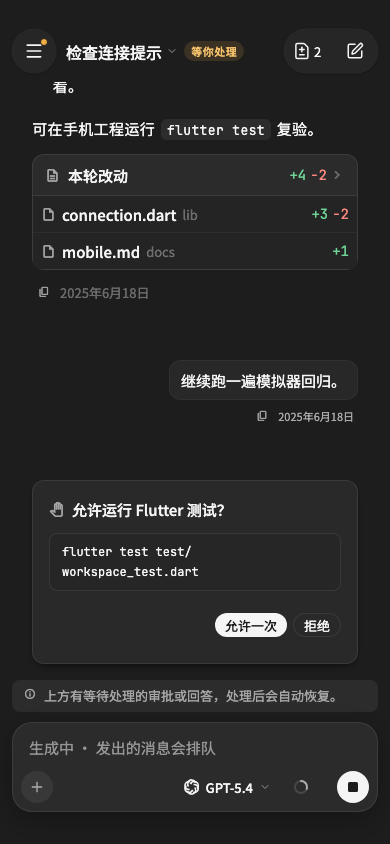 检查连接提示 等你处理 2
看。
可在手机工程运行 flutter test 复验。
本轮改动 +4 -2
connection.dart lib +3 -2
mobile.md docs +1
2025年6月18日
继续跑一遍模拟器回归。
2025年6月18日
允许运行 Flutter 测试?
flutter test test/
workspace_test.dart
允许一次 拒绝
上方有等待处理的审批或回答，处理后会自动恢复。
生成中 · 发出的消息会排队
GPT-5.4